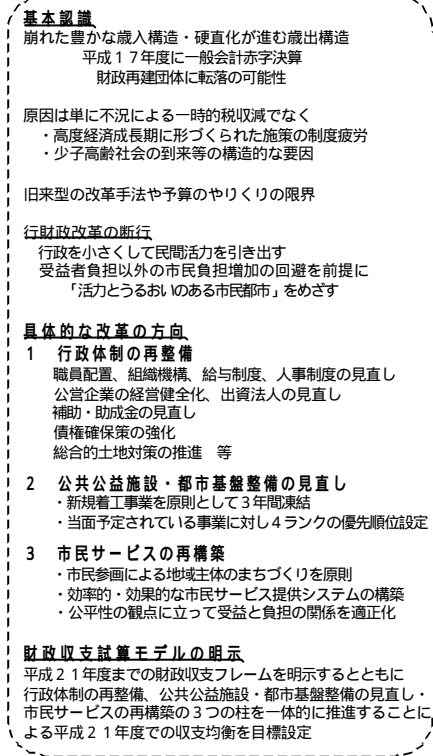 基本認識
崩れた豊かな歳入構造・硬直化が進む歳出構造
平成１７年度に一般会計赤字決算
財政再建団体に転落の可能性
原因は単に不況による一時的税収減でなく
・高度経済成長期に形づくられた施策の制度疲労
・少子高齢社会の到来等の構造的な要因
旧来型の改革手法や予算のやりくりの限界
行財政改革の断行
行政を小さくして民間活力を引き出す
受益者負担以外の市民負担増加の回避を前提に
「活力とうるおいのある市民都市」をめざす
具体的な改革の方向
１　行政体制の再整備
職員配置、組織機構、給与制度、人事制度の見直し
公営企業の経営健全化、出資法人の見直し
補助・助成金の見直し
債権確保策の強化
総合的土地対策の推進　等
２　公共公益施設・都市基盤整備の見直し
・新規着工事業を原則として３年間凍結
・当面予定されている事業に対し４ランクの優先順位設定
３　市民サービスの再構築
・市民参画による地域主体のまちづくりを原則
・効率的・効果的な市民サービス提供システムの構築
・公平性の観点に立って受益と負担の関係を適正化
財政収支試算モデルの明示
平成２１年度までの財政収支フレームを明示するとともに
行政体制の再整備、公共公益施設・都市基盤整備の見直し・
市民サービスの再構築の３つの柱を一体的に推進することに
よる平成２１年度での収支均衡を目標設定